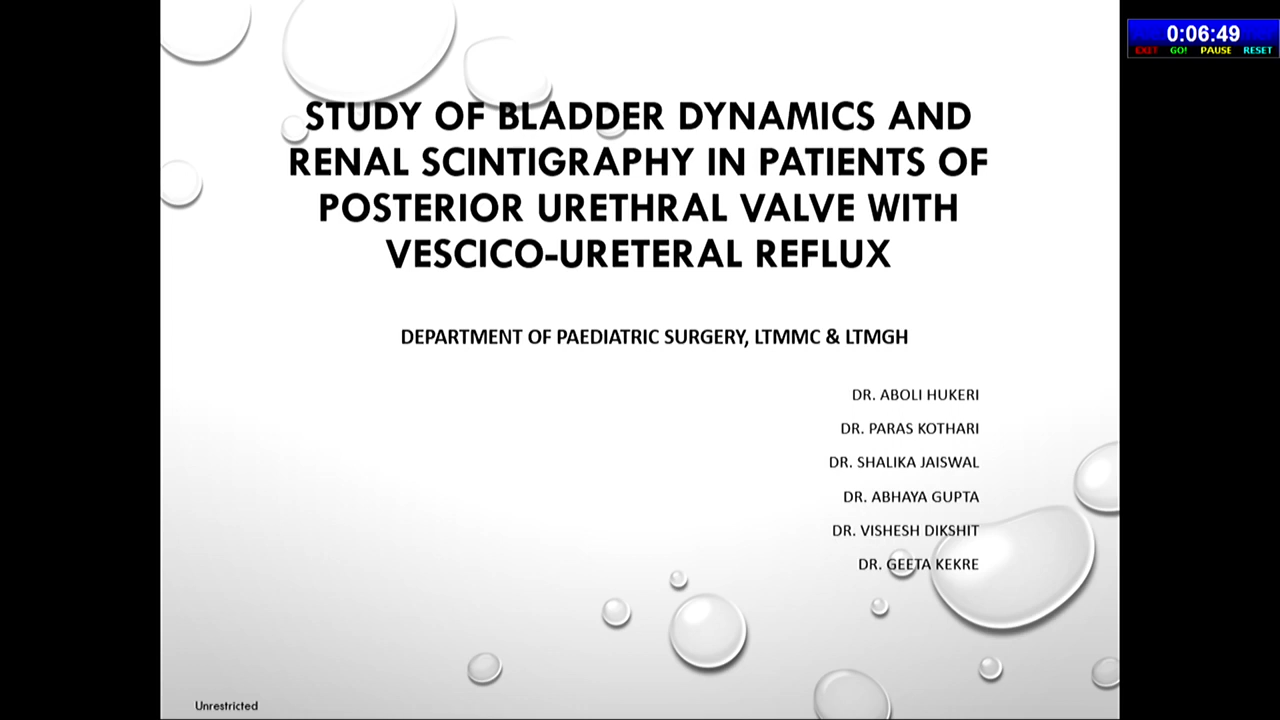 0:06:49
EXIT GO! PAUSE RESET
STUDY OF BLADDER DYNAMICS AND
RENAL SCINTIGRAPHY IN PATIENTS OF
POSTERIOR URETHRAL VALVE WITH
VESCICO-URETERAL REFLUX
DEPARTMENT OF PAEDIATRIC SURGERY, LTMMC & LTMGH
DR. ABOLI HUKERI
DR. PARAS KOTHARI
DR. SHALIKA JAISWAL
DR. ABHAYA GUPTA
DR. VISHESH DIKSHIT
DR. GEETA KEKRE
Unrestricted